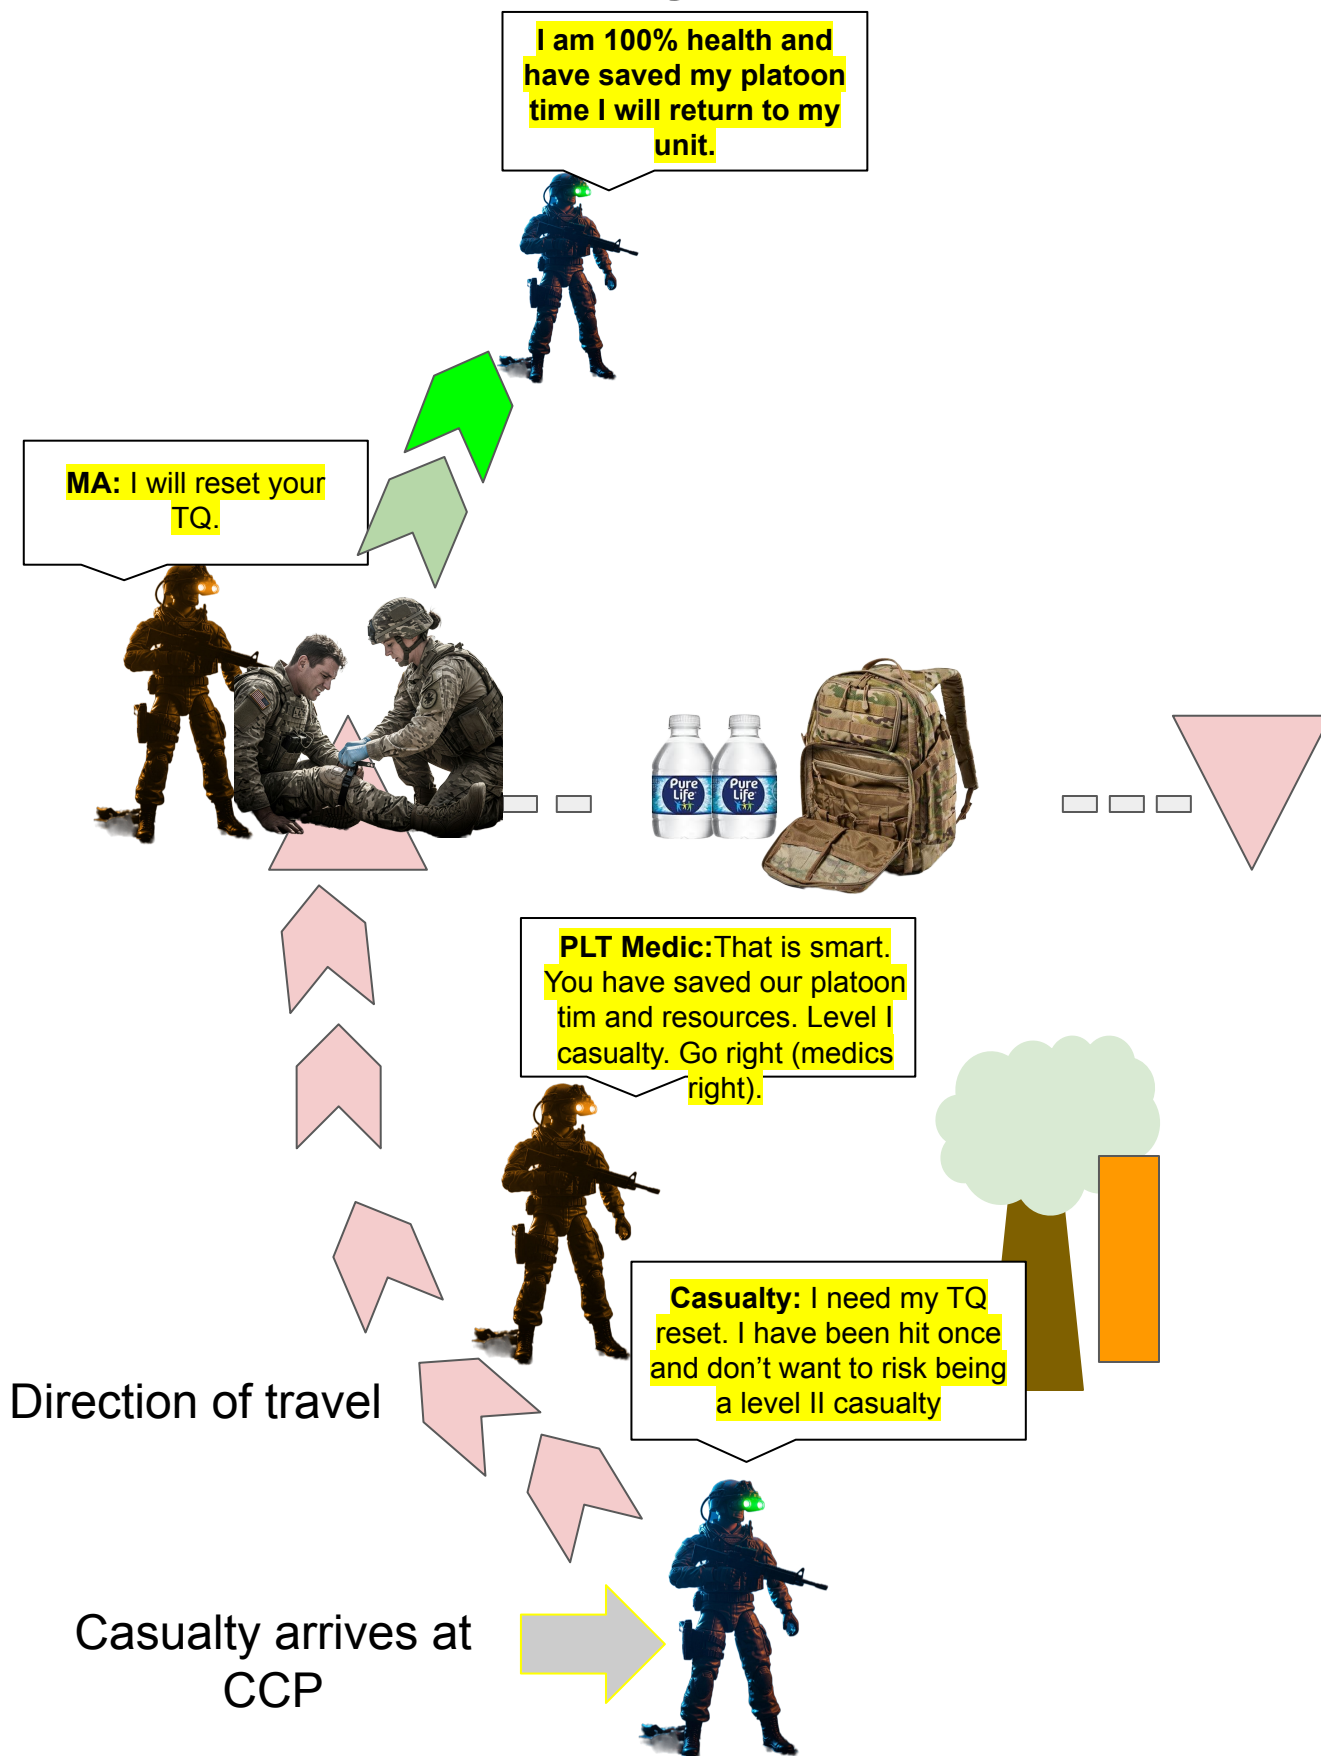 I am 100% health and
have saved my platoon
time I will return to my
unit.
MA: I will reset your
TQ.
Pure
Life
Pure
Life
PLT Medic:That is smart.
You have saved our platoon
tim and resources. Level I
casualty. Go right (medics
right).
Casualty: I need my TQ
reset. I have been hit once
and don’t want to risk being
a level II casualty
Direction of travel
Casualty arrives at
CCP